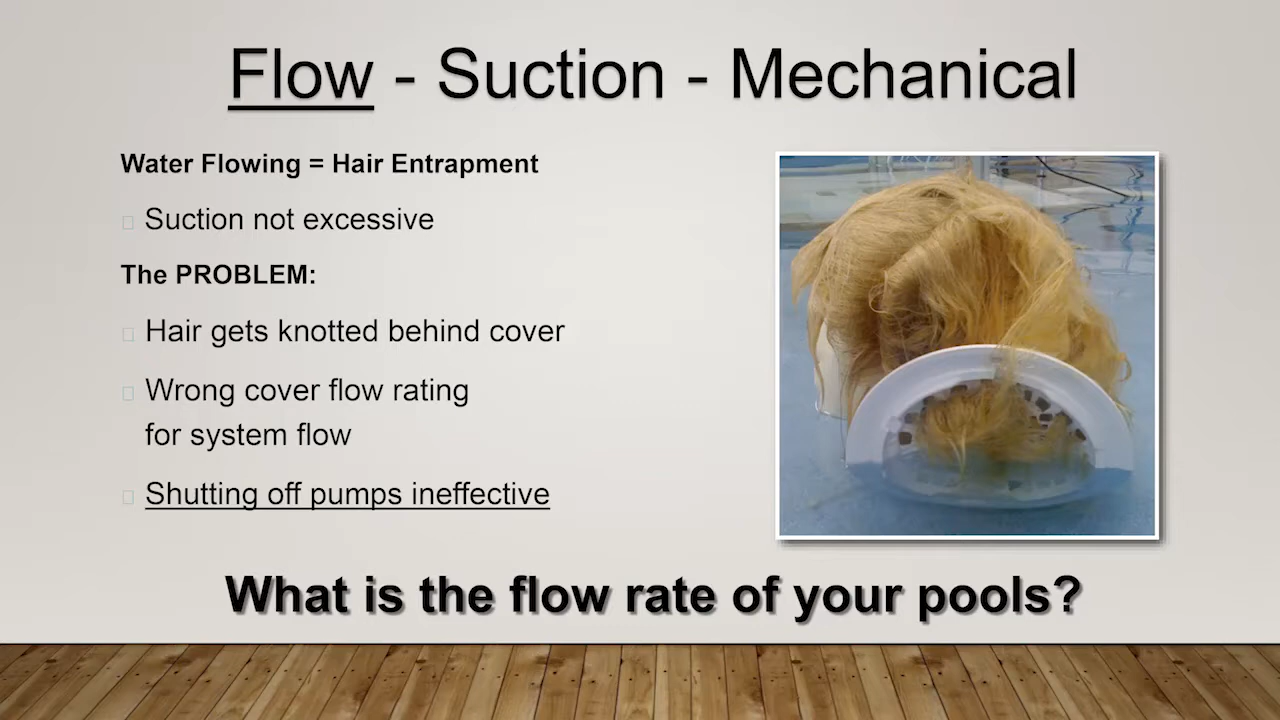 Flow - Suction - Mechanical
Water Flowing = Hair Entrapment
Suction not excessive
The PROBLEM:
Hair gets knotted behind cover
Wrong cover flow rating
for system flow
Shutting off pumps ineffective
What is the flow rate of your pools?